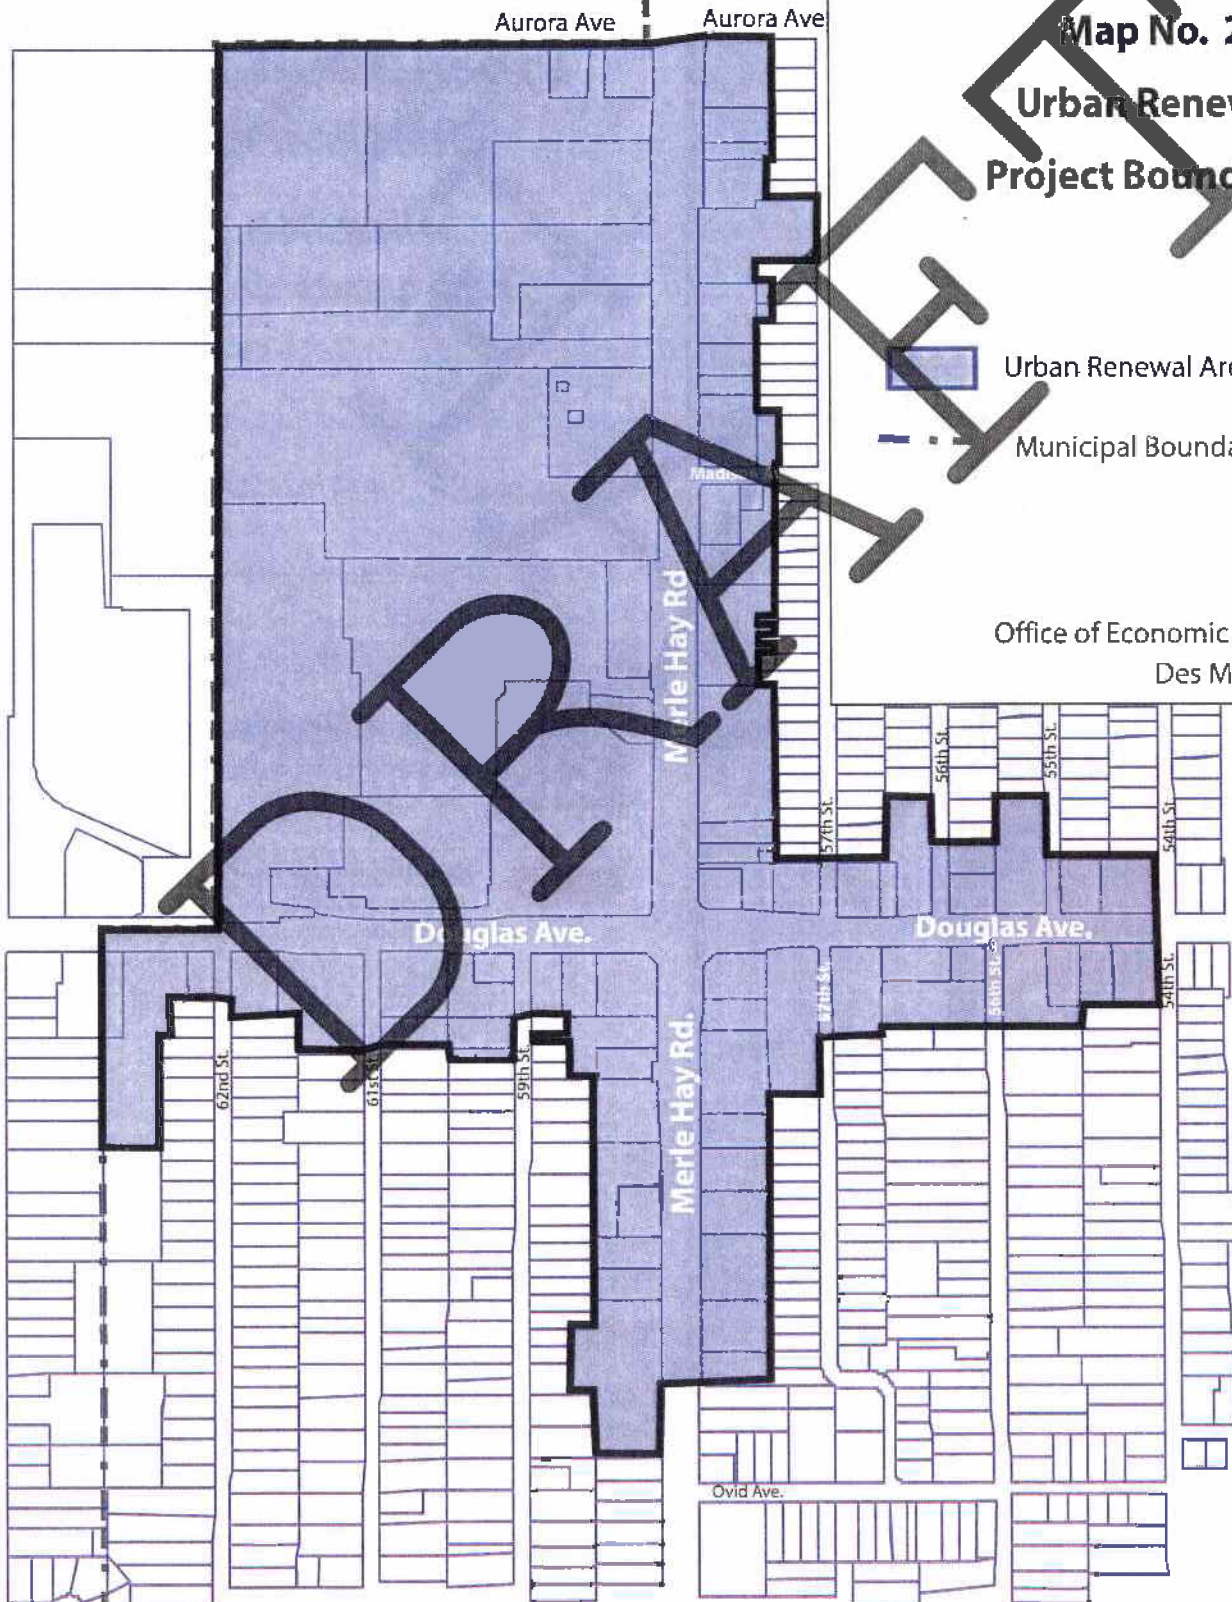 Aurora Ave
Aurora Ave
Map No. 2
Urban Renew
Project Bound
Urban Renewal Are
Municipal Bounda
Office of Economic
Des M
DRAFT
Merle Hay Rd
56th St.
55th St.
57th St.
54th St.
Douglas Ave.
Douglas Ave.
57th St.
56th St.
54th St.
62nd St.
61st St.
59th St.
Merle Hay Rd.
Ovid Ave.